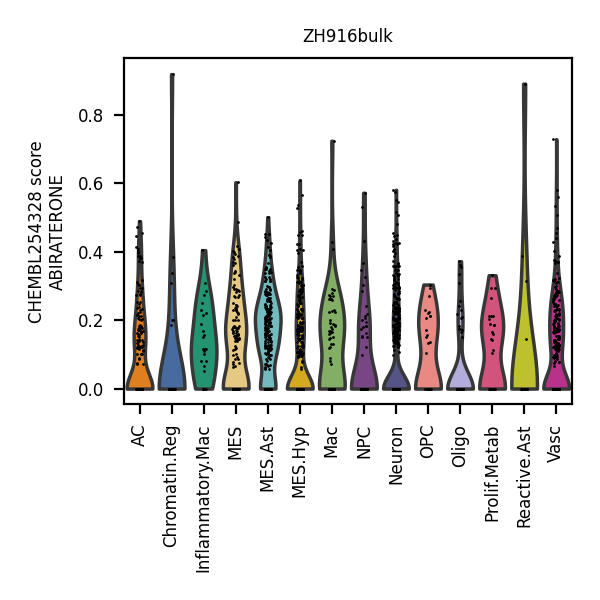 ZH916bulk
CHEMBL254328 score
ABIRATERONE
0.8
0.6
0.4
0.2
0.0
AC
Chromatin.Reg
Inflammatory.Mac
MES
MES.Ast
MES.Hyp
Mac
NPC
Neuron
OPC
Oligo
Prolif.Metab
Reactive.Ast
Vasc